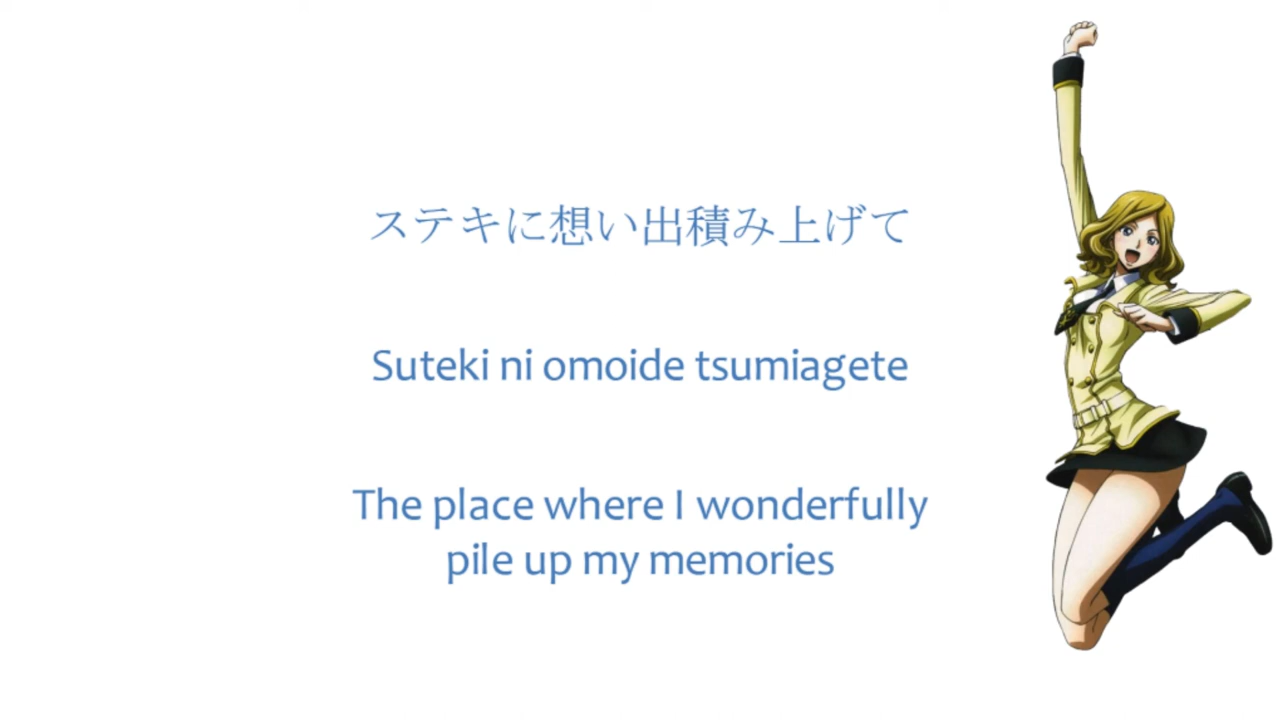 ステキに想い出積み上げて
Suteki ni omoide tsumiagete
The place where I wonderfully
pile up my memories